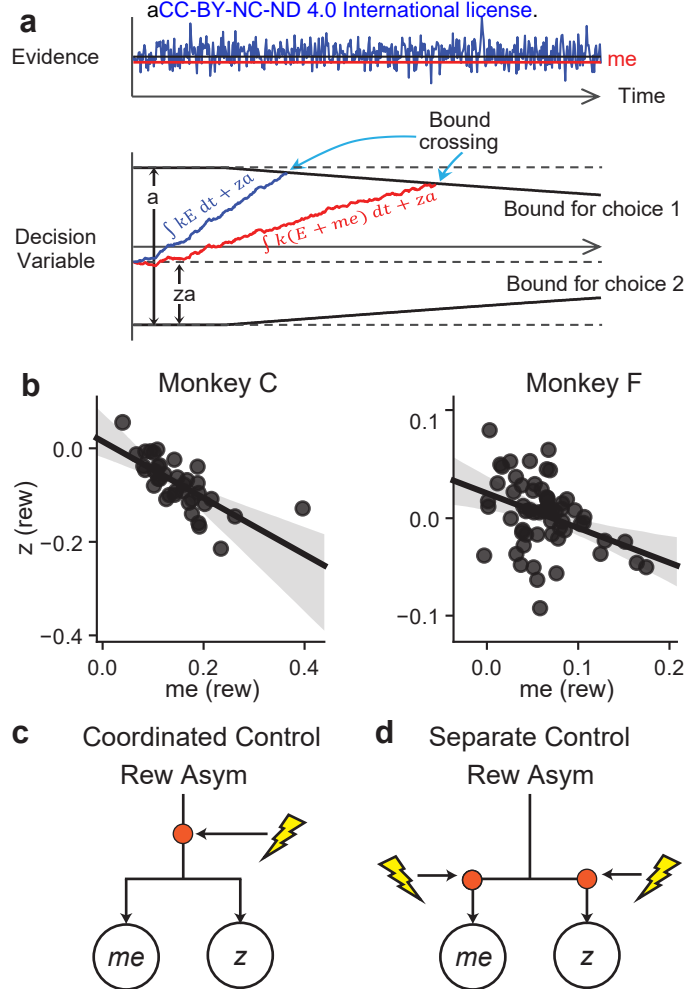 aCC-BY-NC-ND 4.0 International license.
a
Evidence
me
Time
Bound
crossing
a
∫ kE dt + za
∫ k(E + me) dt + za
Bound for choice 1
Decision
Variable
za
Bound for choice 2
b
Monkey C
Monkey F
z (rew)
0.0
−0.2
−0.4
0.0
0.2
0.4
me (rew)
0.1
0.0
−0.1
0.0
0.1
0.2
me (rew)
c
Coordinated Control
Rew Asym
me
z
d
Separate Control
Rew Asym
me
z